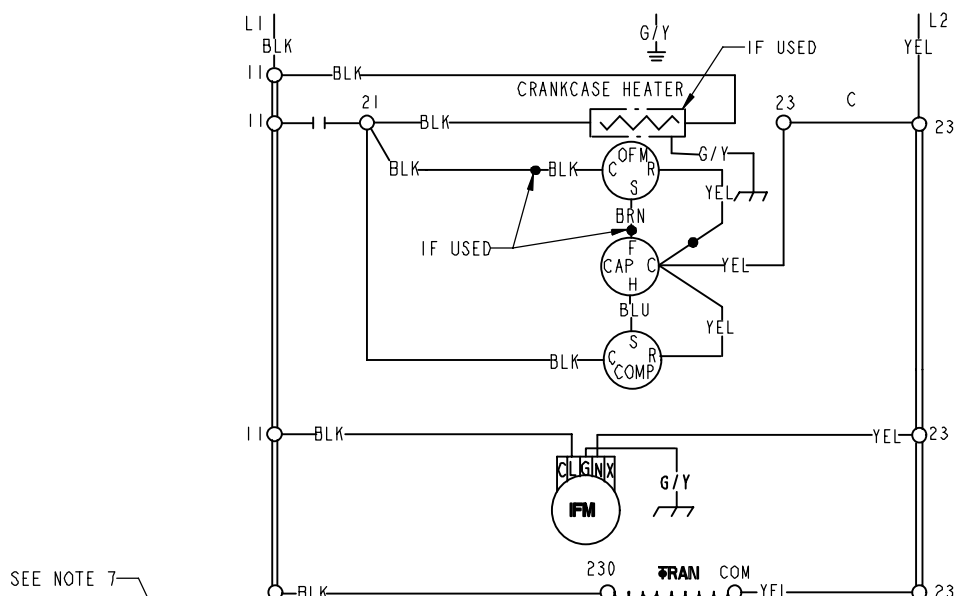 L1
G/Y
L2
BLK
YEL
IF USED
11
BLK
CRANKCASE HEATER
21
23
C
11
BLK
23
OFM
G/Y
BLK
BLK
C
R
S
YEL
BRN
IF USED
F
CAP
C
YEL
H
BLU
YEL
S
BLK
C
R
COMP
11
BLK
YEL
23
C L G N X
G/Y
IFM
230
TRAN
COM
SEE NOTE 7
BLK
YEL
23